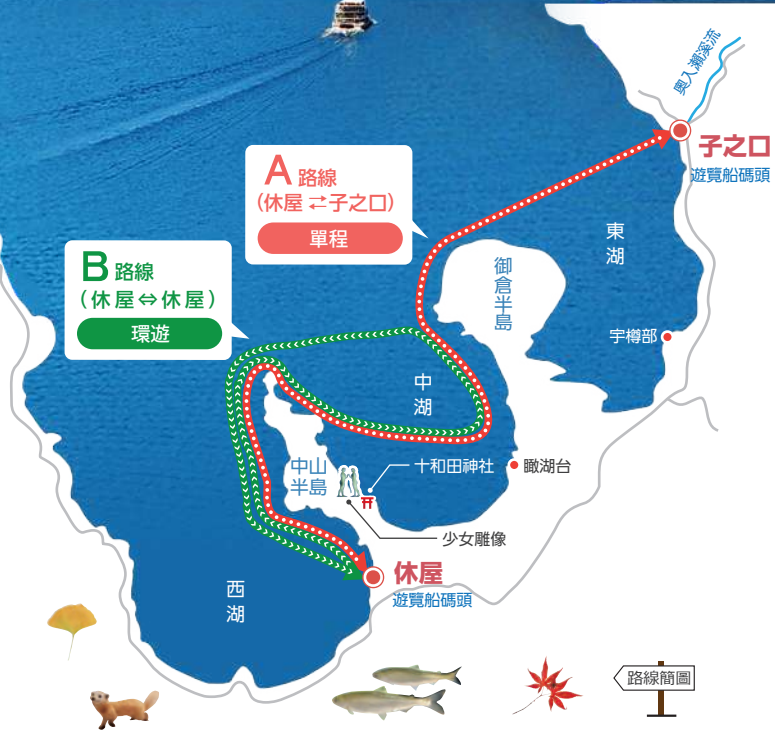 奧入瀨溪流
子之口
遊覽船碼頭
A 路線
(休屋 ⇄ 子之口)
單程
東湖
御倉半島
B 路線
(休屋 ⇔ 休屋)
環遊
宇樽部
中湖
中山
半島
十和田神社
瞰湖台
少女雕像
休屋
遊覽船碼頭
西湖
路線簡圖